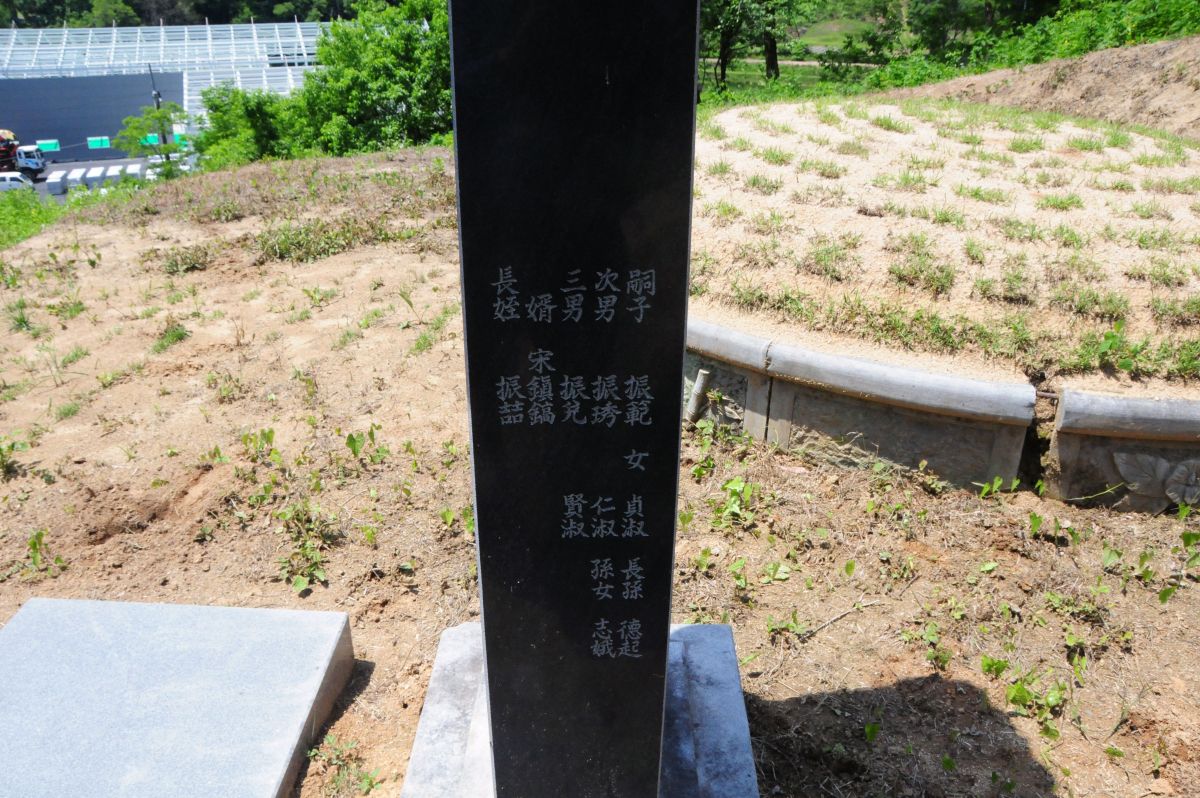 嗣子 振範 女 貞淑 長孫 德起
次男 振琇 仁淑 孫女 志娥
三男 振允 賢淑
婿 宋鎭鎬
長姪 振喆